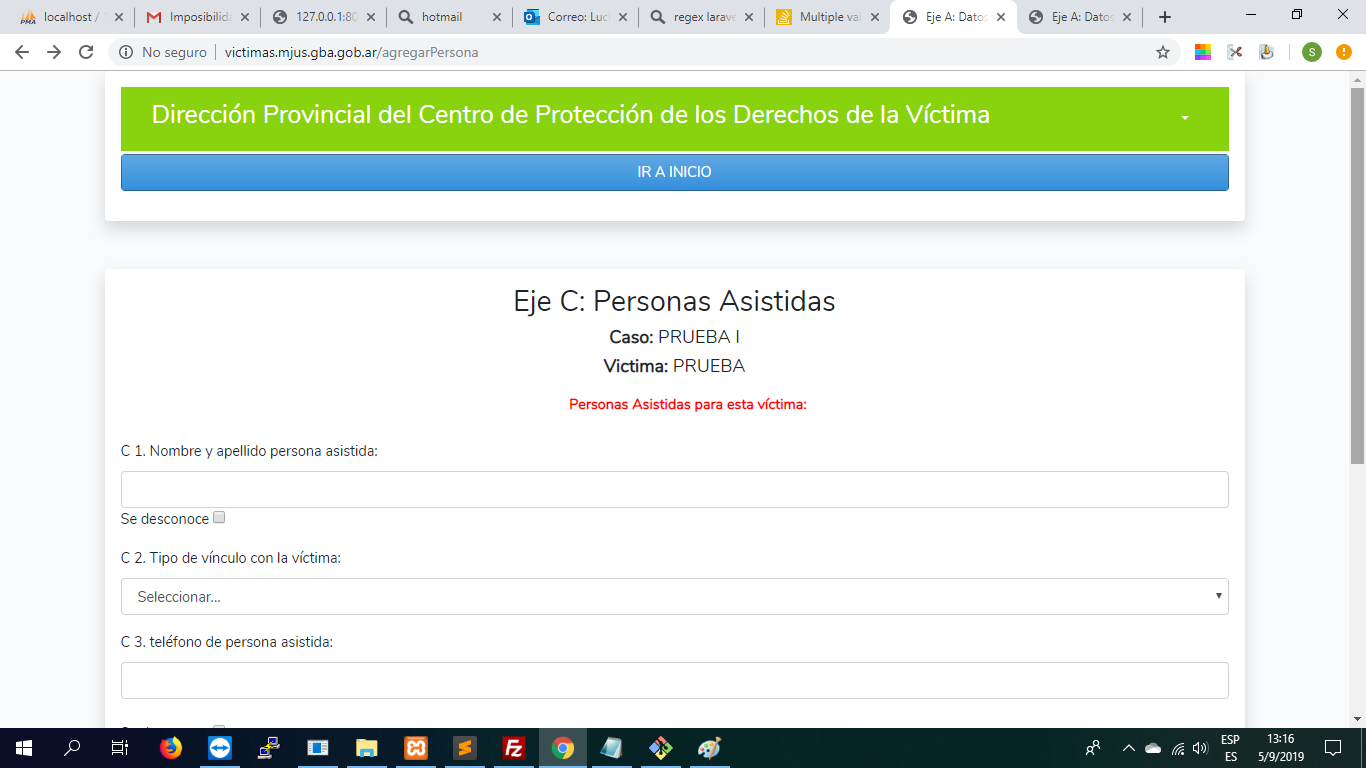 localhost /
Imposibilida
127.0.0.1:80
hotmail
Correo: Luc
regex larave
Multiple val
Eje A: Datos
Eje A: Datos
No seguro
victimas.mjus.gba.gob.ar/agregarPersona
S
Dirección Provincial del Centro de Protección de los Derechos de la Víctima
IR A INICIO
Eje C: Personas Asistidas
Caso: PRUEBA I
Victima: PRUEBA
Personas Asistidas para esta víctima:
C 1. Nombre y apellido persona asistida:
Se desconoce
C 2. Tipo de vínculo con la víctima:
Seleccionar...
C 3. teléfono de persona asistida:
ESP
ES
13:16
5/9/2019